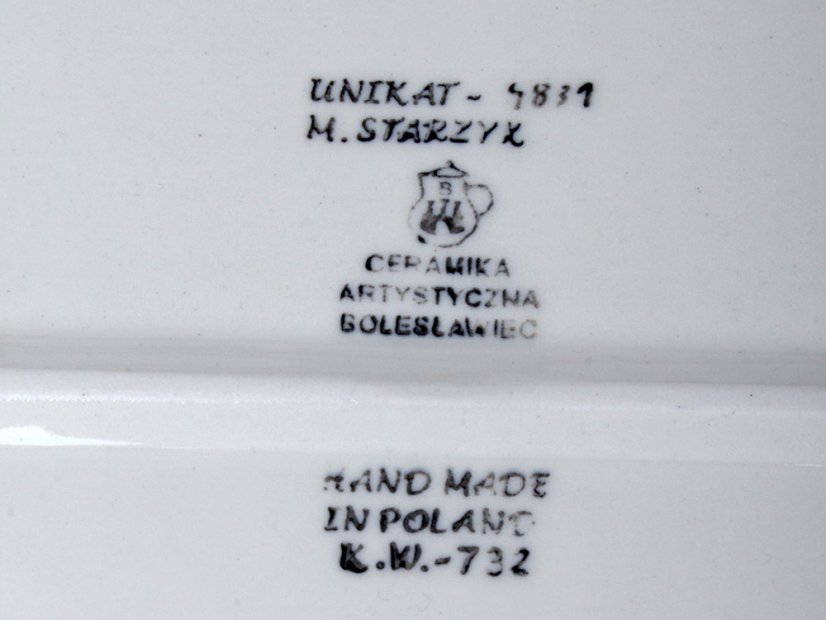 UNIKAT - 4831
M. STARZYK
B
CERAMIKA
ARTYSTYCZNA
BOLESŁAWIEC
HAND MADE
IN POLAND
K.W.-732